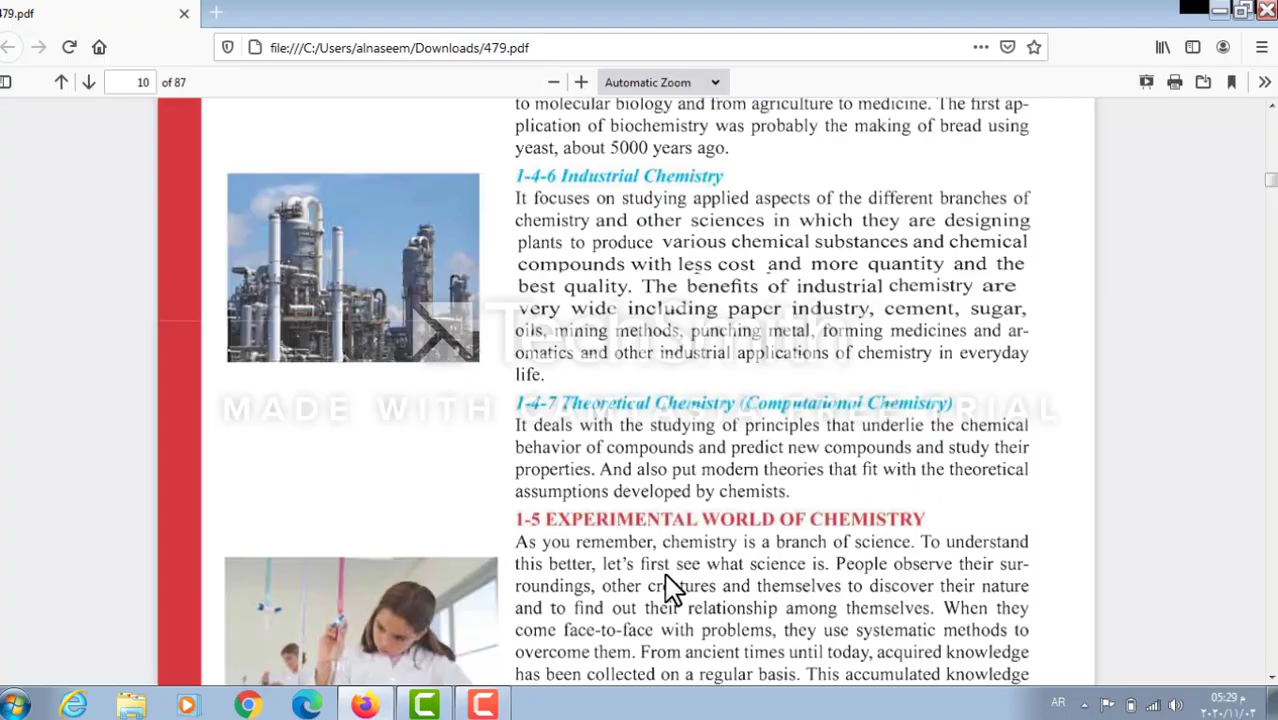 479.pdf
file:///C:/Users/alnaseem/Downloads/479.pdf
10 of 87
Automatic Zoom
to molecular biology and from agriculture to medicine. The first ap-
plication of biochemistry was probably the making of bread using
yeast, about 5000 years ago.
1-4-6 Industrial Chemistry
It focuses on studying applied aspects of the different branches of
chemistry and other sciences in which they are designing
plants to produce various chemical substances and chemical
compounds with less cost and more quantity and the
best quality. The benefits of industrial chemistry are
very wide including paper industry, cement, sugar,
oils, mining methods, punching metal, forming medicines and ar-
omatics and other industrial applications of chemistry in everyday
life.
TechSmith
MADE WITH CAMTASIA FREE TRIAL
1-4-7 Theoretical Chemistry (Computational Chemistry)
It deals with the studying of principles that underlie the chemical
behavior of compounds and predict new compounds and study their
properties. And also put modern theories that fit with the theoretical
assumptions developed by chemists.
1-5 EXPERIMENTAL WORLD OF CHEMISTRY
As you remember, chemistry is a branch of science. To understand
this better, let's first see what science is. People observe their sur-
roundings, other creatures and themselves to discover their nature
and to find out their relationship among themselves. When they
come face-to-face with problems, they use systematic methods to
overcome them. From ancient times until today, acquired knowledge
has been collected on a regular basis. This accumulated knowledge
AR
05:29 م
٢٠٢٠/١١/٠٢